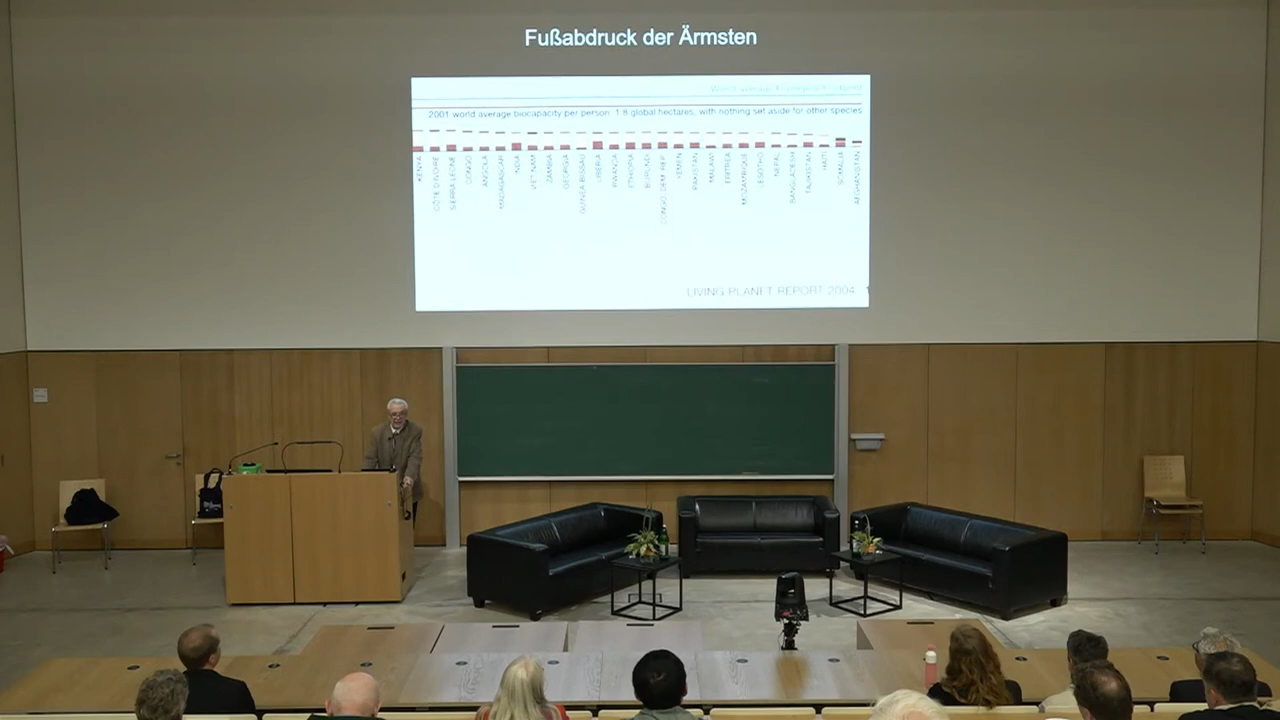 Fußabdruck der Ärmsten
2001 world average biocapacity per person: 1.8 global hectares, with nothing set aside for other species
KENYA
CÔTE D'IVOIRE
SIERRA LEONE
CONGO
ANGOLA
MADAGASCAR
INDIA
VIET NAM
ZAMBIA
GEORGIA
GUINEA-BISSAU
LIBERIA
RWANDA
ETHIOPIA
BURUNDI
CONGO, DEM. REP.
YEMEN
PAKISTAN
MALAWI
ERITREA
MOZAMBIQUE
LESOTHO
NEPAL
BANGLADESH
TAJIKISTAN
HAITI
SOMALIA
AFGHANISTAN
LIVING PLANET REPORT 2004